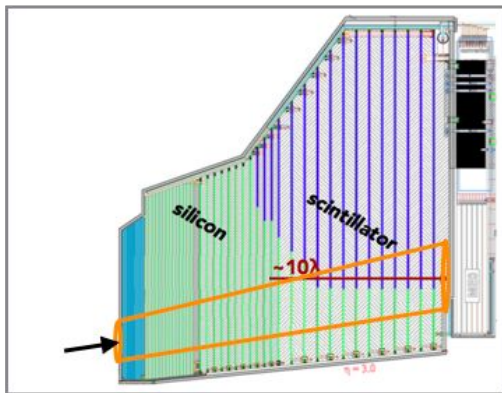 silicon
scintillator
~10λ
η = 3.0